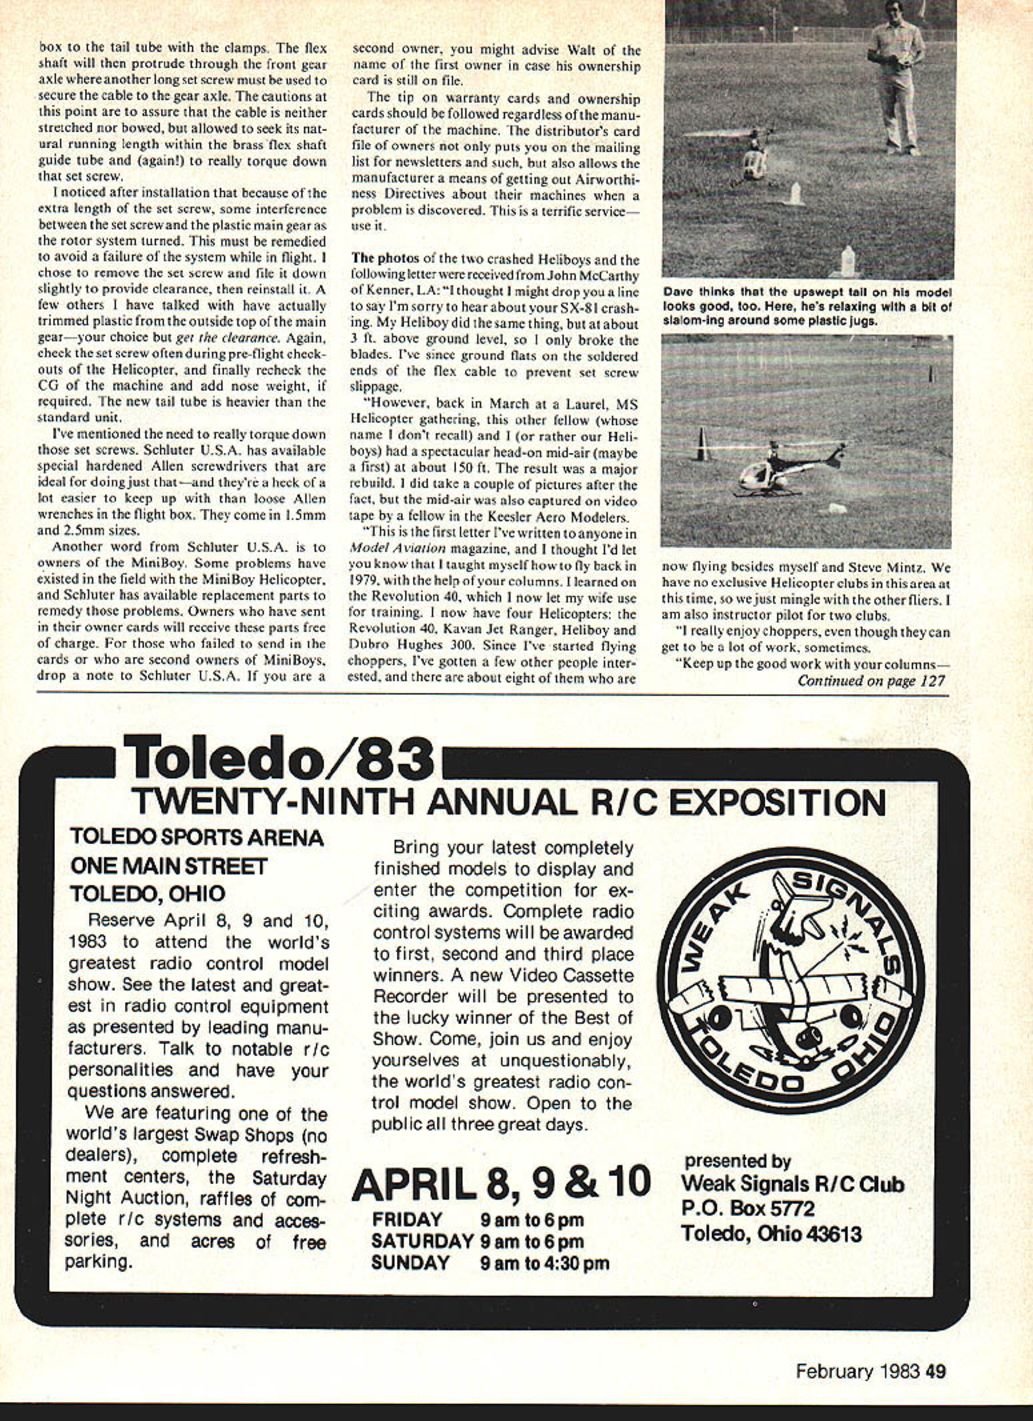 box to the tail tube with the clamps. The flex
shaft will then protrude through the front gear
axle where another long set screw must be used to
secure the cable to the gear axle. The cautions at
this point are to assure that the cable is neither
stretched nor bowed, but allowed to seek its nat-
ural running length within the brass flex shaft
guide tube and (again!) to really torque down
that set screw.
I noticed after installation that because of the
extra length of the set screw, some interference
between the set screw and the plastic main gear as
the rotor system turned. This must be remedied
to avoid a failure of the system while in flight. I
chose to remove the set screw and file it down
slightly to provide clearance, then reinstall it. A
few others I have talked with have actually
trimmed plastic from the outside top of the main
gear—your choice but get the clearance. Again,
check the set screw often during pre-flight check-
outs of the Helicopter, and finally recheck the
CG of the machine and add nose weight, if
required. The new tail tube is heavier than the
standard unit.
I've mentioned the need to really torque down
those set screws. Schluter U.S.A. has available
special hardened Allen screwdrivers that are
ideal for doing just that—and they're a heck of a
lot easier to keep up with than loose Allen
wrenches in the flight box. They come in 1.5mm
and 2.5mm sizes.
Another word from Schluter U.S.A. is to
owners of the MiniBoy. Some problems have
existed in the field with the MiniBoy Helicopter,
and Schluter has available replacement parts to
remedy those problems. Owners who have sent
in their owner cards will receive these parts free
of charge. For those who failed to send in the
cards or who are second owners of MiniBoys,
drop a note to Schluter U.S.A. If you are a
second owner, you might advise Walt of the
name of the first owner in case his ownership
card is still on file.
The tip on warranty cards and ownership
cards should be followed regardless of the manu-
facturer of the machine. The distributor's card
file of owners not only puts you on the mailing
list for newsletters and such, but also allows the
manufacturer a means of getting out Airworthi-
ness Directives about their machines when a
problem is discovered. This is a terrific service—
use it.
The photos of the two crashed Heliboys and the
following letter were received from John McCarthy
of Kenner, LA: "I thought I might drop you a line
to say I'm sorry to hear about your SX-81 crash-
ing. My Heliboy did the same thing, but at about
3 ft. above ground level, so I only broke the
blades. I've since ground flats on the soldered
ends of the flex cable to prevent set screw
slippage.
"However, back in March at a Laurel, MS
Helicopter gathering, this other fellow (whose
name I don't recall) and I (or rather our Heli-
boys) had a spectacular head-on mid-air (maybe
a first) at about 150 ft. The result was a major
rebuild. I did take a couple of pictures after the
fact, but the mid-air was also captured on video
tape by a fellow in the Keesler Aero Modelers.
"This is the first letter I've written to anyone in
Model Aviation magazine, and I thought I'd let
you know that I taught myself how to fly back in
1979, with the help of your columns. I learned on
the Revolution 40, which I now let my wife use
for training. I now have four Helicopters: the
Revolution 40, Kavan Jet Ranger, Heliboy and
Dubro Hughes 300. Since I've started flying
choppers, I've gotten a few other people inter-
ested, and there are about eight of them who are
Dave thinks that the upswept tail on his model
looks good, too. Here, he's relaxing with a bit of
slalom-ing around some plastic jugs.
now flying besides myself and Steve Mintz. We
have no exclusive Helicopter clubs in this area at
this time, so we just mingle with the other fliers. I
am also instructor pilot for two clubs.
"I really enjoy choppers, even though they can
get to be a lot of work, sometimes.
"Keep up the good work with your columns—
Continued on page 127
Toledo/83
TWENTY-NINTH ANNUAL R/C EXPOSITION
TOLEDO SPORTS ARENA
ONE MAIN STREET
TOLEDO, OHIO
Reserve April 8, 9 and 10,
1983 to attend the world's
greatest radio control model
show. See the latest and great-
est in radio control equipment
as presented by leading manu-
facturers. Talk to notable r/c
personalities and have your
questions answered.
We are featuring one of the
world's largest Swap Shops (no
dealers), complete refresh-
ment centers, the Saturday
Night Auction, raffles of com-
plete r/c systems and acces-
sories, and acres of free
parking.
Bring your latest completely
finished models to display and
enter the competition for ex-
citing awards. Complete radio
control systems will be awarded
to first, second and third place
winners. A new Video Cassette
Recorder will be presented to
the lucky winner of the Best of
Show. Come, join us and enjoy
yourselves at unquestionably,
the world's greatest radio con-
trol model show. Open to the
public all three great days.
APRIL 8, 9 & 10
FRIDAY 9 am to 6 pm
SATURDAY 9 am to 6 pm
SUNDAY 9 am to 4:30 pm
WEAK SIGNALS
TOLEDO OHIO
presented by
Weak Signals R/C Club
P.O. Box 5772
Toledo, Ohio 43613
February 1983 49